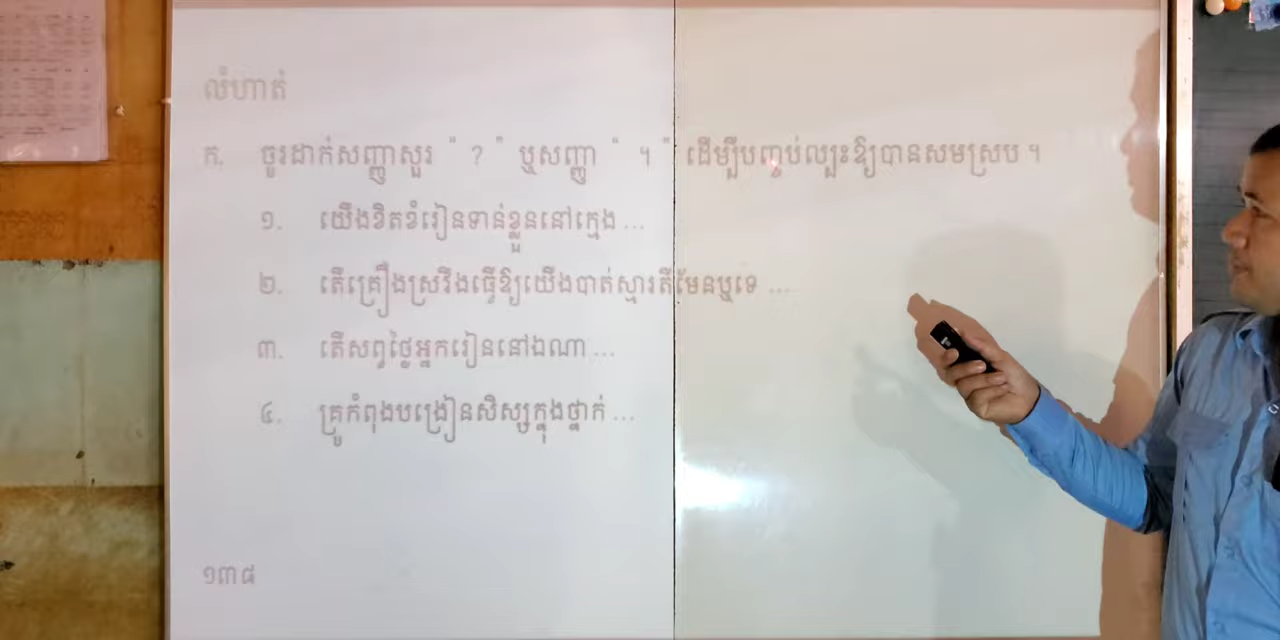 លំហាត់
ក. ចូរដាក់សញ្ញាសួរ " ? " ឬសញ្ញា " ។ " ដើម្បីបញ្ចប់ល្បះឱ្យបានសមស្រប ។
១. យើងខិតខំរៀនទាន់ខ្លួននៅក្មេង ...
២. តើគ្រឿងស្រវឹងធ្វើឱ្យយើងបាត់ស្មារតីមែនឬទេ ...
៣. តើសព្វថ្ងៃអ្នករៀននៅឯណា ...
៤. គ្រូកំពុងបង្រៀនសិស្សក្នុងថ្នាក់ ...
១៣៨